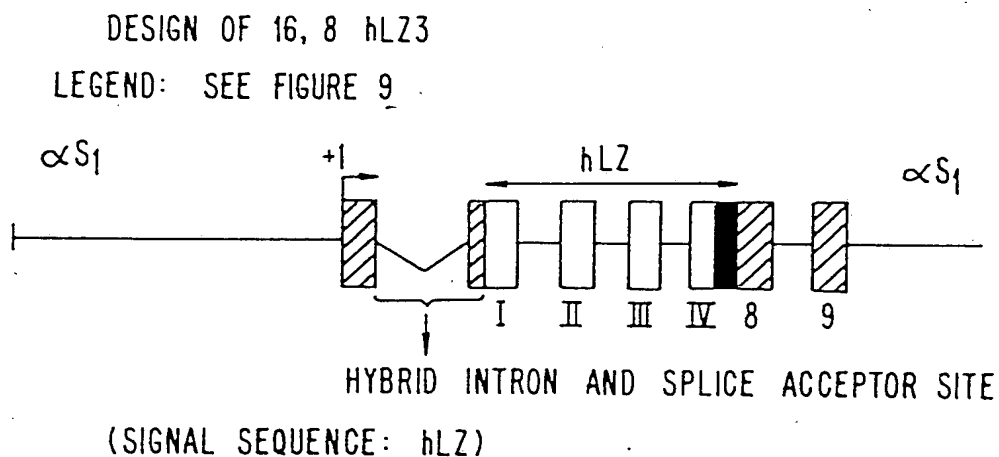 DESIGN OF 16, 8 hLZ3
LEGEND: SEE FIGURE 9
αS1 +1 hLZ αS1
I II III IV 8 9
HYBRID INTRON AND SPLICE ACCEPTOR SITE
(SIGNAL SEQUENCE: hLZ)